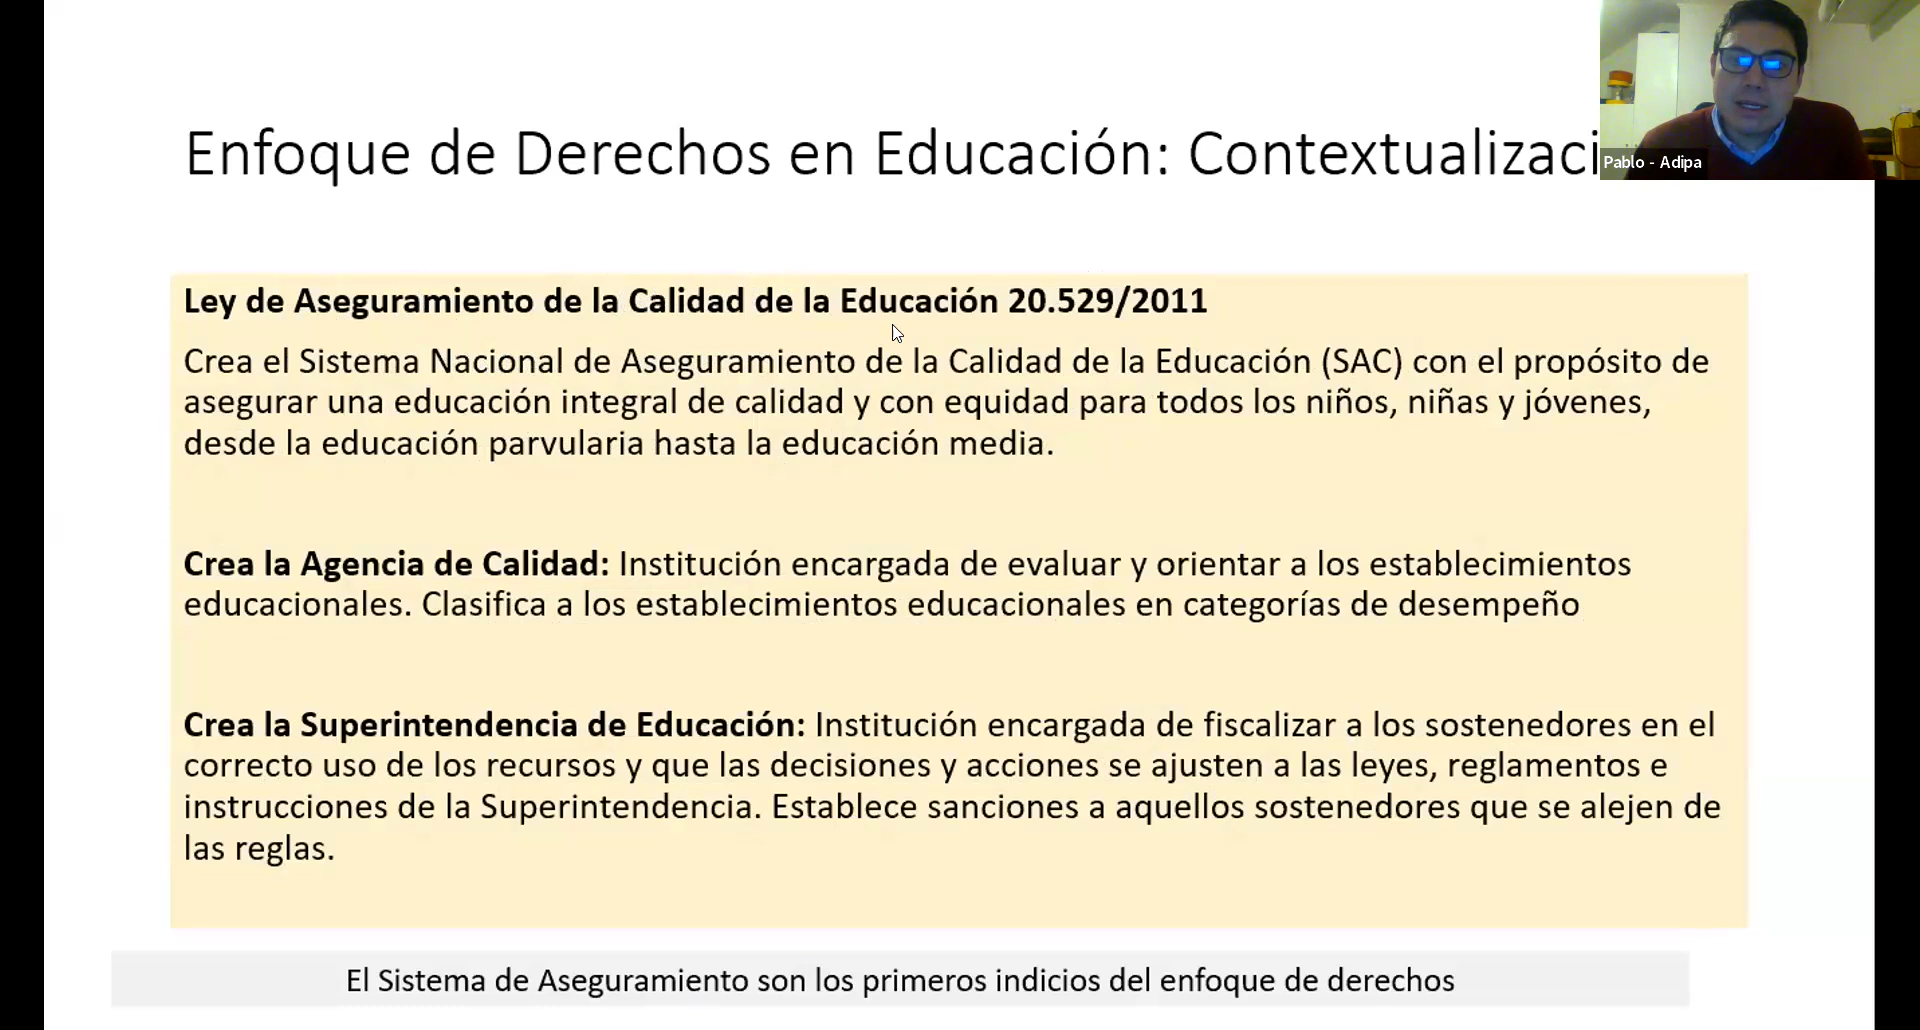 Enfoque de Derechos en Educación: Contextualizaci
Pablo - Adipa
Ley de Aseguramiento de la Calidad de la Educación 20.529/2011
Crea el Sistema Nacional de Aseguramiento de la Calidad de la Educación (SAC) con el propósito de
asegurar una educación integral de calidad y con equidad para todos los niños, niñas y jóvenes,
desde la educación parvularia hasta la educación media.
Crea la Agencia de Calidad: Institución encargada de evaluar y orientar a los establecimientos
educacionales. Clasifica a los establecimientos educacionales en categorías de desempeño
Crea la Superintendencia de Educación: Institución encargada de fiscalizar a los sostenedores en el
correcto uso de los recursos y que las decisiones y acciones se ajusten a las leyes, reglamentos e
instrucciones de la Superintendencia. Establece sanciones a aquellos sostenedores que se alejen de
las reglas.
El Sistema de Aseguramiento son los primeros indicios del enfoque de derechos